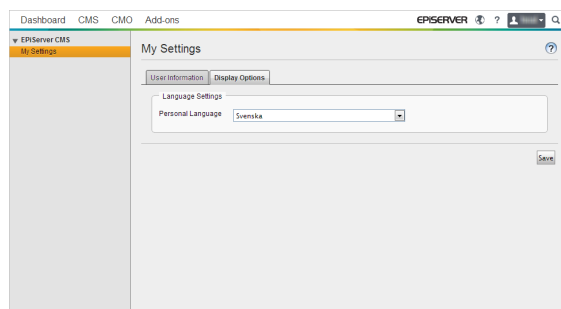 Dashboard CMS CMO Add-ons EPiSERVER ?
EPiServer CMS
My Settings
My Settings ?
User Information Display Options
Language Settings
Personal Language Svenska
Save